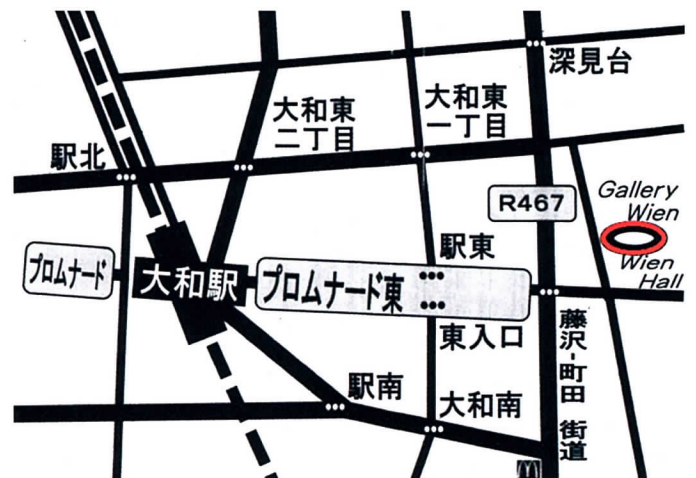 深見台
大和東
二丁目
大和東
一丁目
駅北
R467
Gallery
Wien
Wien
Hall
駅東
プロムナード
大和駅
プロムナード東
東入口
藤沢-町田 街道
駅南
大和南